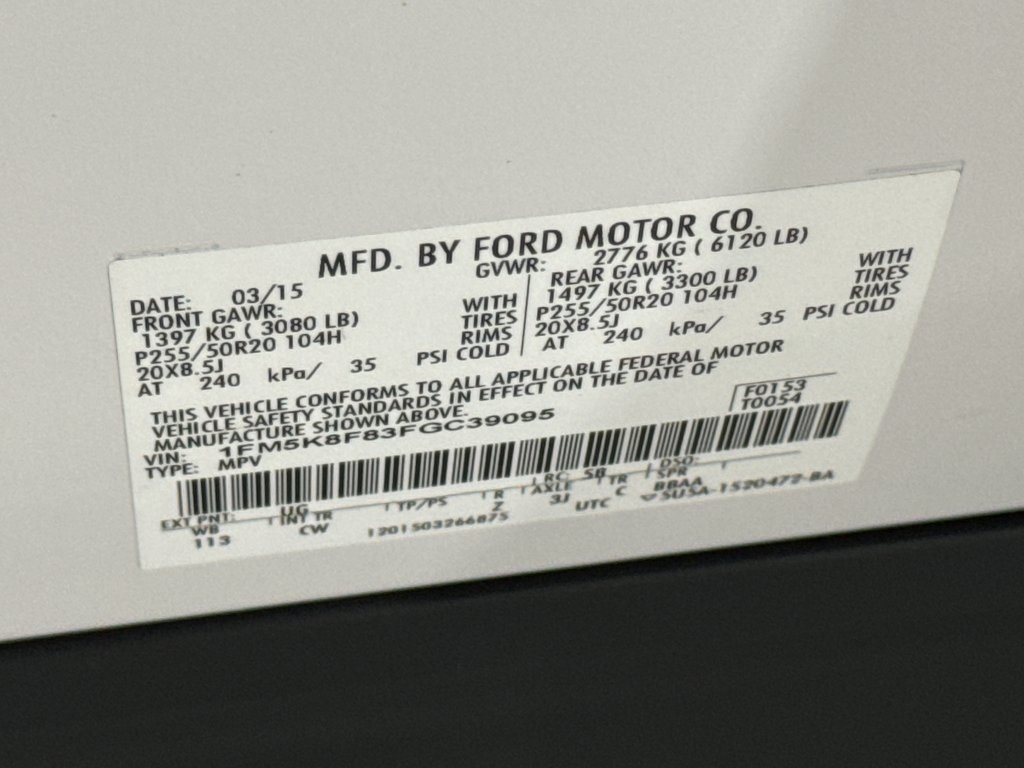 MFD. BY FORD MOTOR CO.
DATE: 03/15 GVWR: 2776 KG ( 6120 LB)
FRONT GAWR: REAR GAWR:
1397 KG ( 3080 LB) WITH 1497 KG ( 3300 LB) WITH
P255/50R20 104H TIRES P255/50R20 104H TIRES
20X8.5J RIMS 20X8.5J RIMS
AT 240 kPa/ 35 PSI COLD AT 240 kPa/ 35 PSI COLD
THIS VEHICLE CONFORMS TO ALL APPLICABLE FEDERAL MOTOR
VEHICLE SAFETY STANDARDS IN EFFECT ON THE DATE OF
MANUFACTURE SHOWN ABOVE.
VIN: 1FM5K8F83FGC39095 F0153
TYPE: MPV T0054
EXT PNT: UG RC: 58 DSO:
WB INT TR TP/PS R AXLE TR SPR
113 CW Z 3J C BBAA
1201503266875 UTC 5U5A-1520472-BA